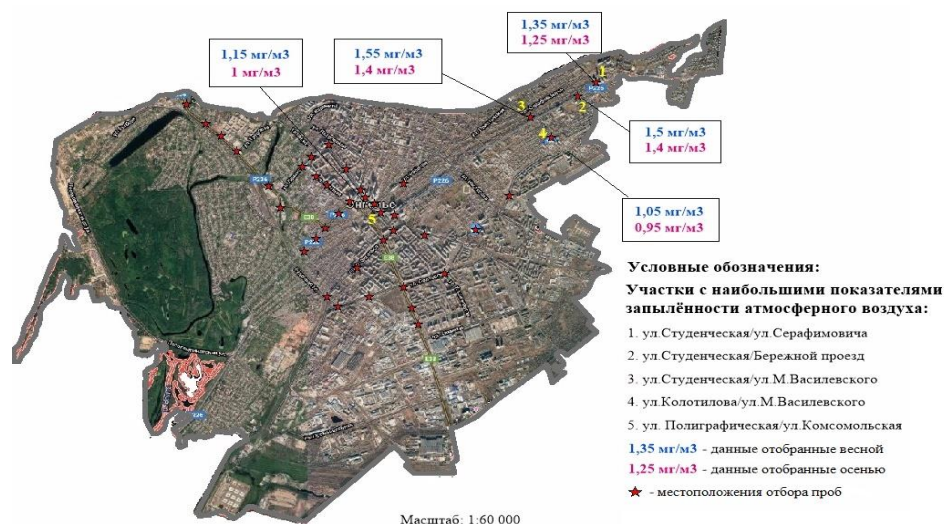 1,35 мг/м3
1,25 мг/м3
1,15 мг/м3
1 мг/м3
1,55 мг/м3
1,4 мг/м3
1
P226
2
3
4
1,5 мг/м3
1,4 мг/м3
P226
P226
1,05 мг/м3
0,95 мг/м3
5
Условные обозначения:
Участки с наибольшими показателями
запылённости атмосферного воздуха:
1. ул.Студенческая/ул.Серафимовича
2. ул.Студенческая/Бережной проезд
3. ул.Студенческая/ул.М.Василевского
4. ул.Колотилова/ул.М.Василевского
5. ул. Полиграфическая/ул.Комсомольская
1,35 мг/м3 - данные отобранные весной
1,25 мг/м3 - данные отобранные осенью
- местоположения отбора проб
Масштаб: 1:60 000